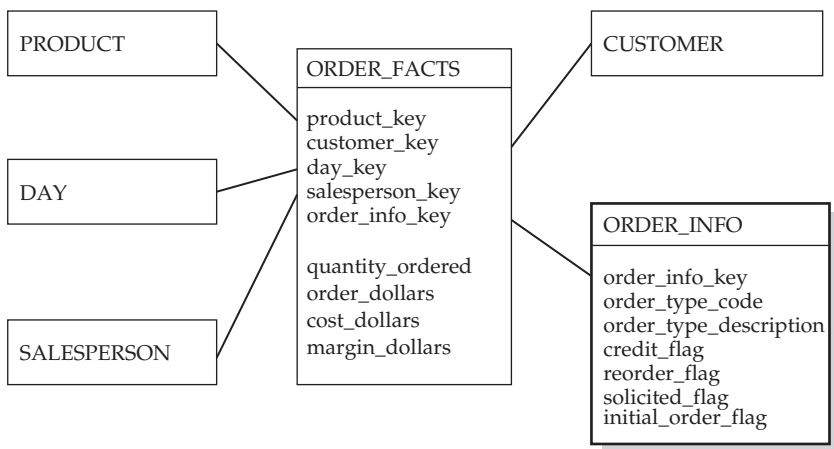 PRODUCT
DAY
SALESPERSON
ORDER_FACTS
product_key
customer_key
day_key
salesperson_key
order_info_key
quantity_ordered
order_dollars
cost_dollars
margin_dollars
CUSTOMER
ORDER_INFO
order_info_key
order_type_code
order_type_description
credit_flag
reorder_flag
solicited_flag
initial_order_flag